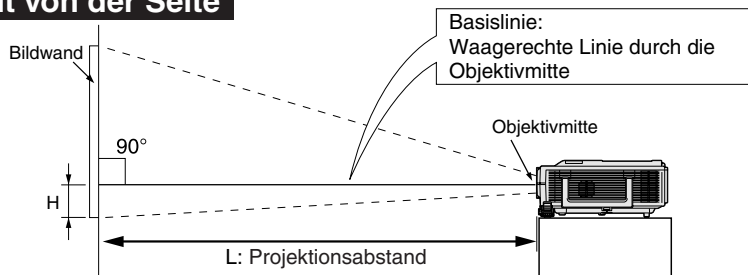 von der Seite
Basislinie:
Waagerechte Linie durch die
Objektivmitte
Bildwand
Objektivmitte
90°
H
L: Projektionsabstand